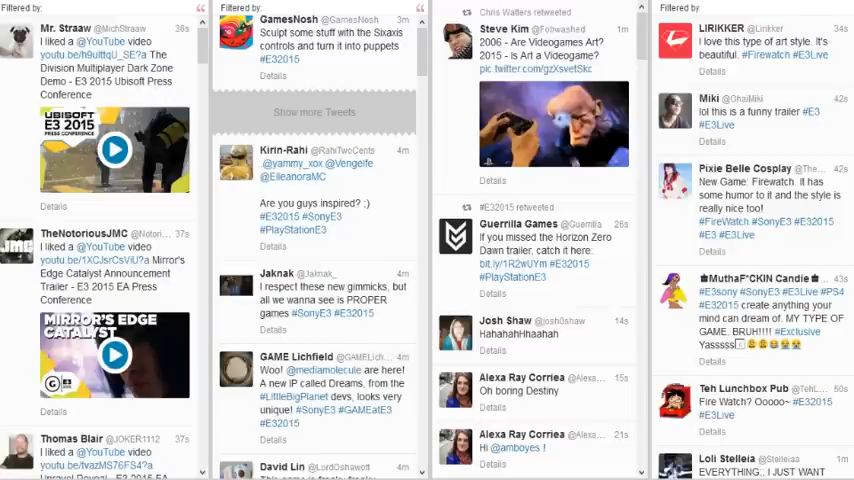 Filtered by:
Mr. Straaw @MichStraaw 36s
I liked a @YouTube video
The
Division Multiplayer Dark Zone
Demo - E3 2015 Ubisoft Press
Conference
UBISOFT
E3 2015
PRESS CONFERENCE
Details
TheNotoriousJMC @Notori... 37s
I liked a @YouTube video
Mirror's
Edge Catalyst Announcement
Trailer - E3 2015 EA Press
Conference
MIRROR'S EDGE
CATALYST
E3
2015
Details
Thomas Blair @JOKER1112 37s
I liked a @YouTube video
youtu.be/tvazMS76FS4?a
Filtered by:
GamesNosh @GamesNosh 3m
Sculpt some stuff with the Sixaxis
controls and turn it into puppets
#E32015
Details
Show more Tweets
Kirin-Rahi @RahiTwoCents 4m
.@yammy_xox @Vengelfe
@ElleanoraMC
Are you guys inspired? ;)
#E32015 #SonyE3
#PlayStationE3
Details
Jaknak @Jaknak_ 4m
I respect these new gimmicks, but
all we wanna see is PROPER
games #SonyE3 #E32015
Details
GAME Lichfield @GAMELich... 4m
Woo! @mediamolecule are here!
A new IP called Dreams, from the
#LittleBigPlanet devs, looks very
unique! #SonyE3 #GAMEatE3
#E32015
Details
David Lin @LordOshawott 4m
Chris Watters retweeted
Steve Kim @Fobwashed 1m
2006 - Are Videogames Art?
2015 - Is Art a Videogame?
pic.twitter.com/gzXsvetSkc
Details
#E32015 retweeted
Guerrilla Games @Guerrilla 26s
If you missed the Horizon Zero
Dawn trailer, catch it here:
bit.ly/1R2wUYm #E32015
#PlayStationE3
Details
Josh Shaw @josh0shaw 14s
HahahahHhaahah
Details
Alexa Ray Corriea @Alexa... 15s
Oh boring Destiny
Details
Alexa Ray Corriea @Alexa... 21s
Hi @amboyes !
Details
Filtered by:
LIRIKKER @Lirikker 34s
I love this type of art style. It's
beautiful. #Firewatch #E3Live
Details
Miki @OhaiMiki 42s
lol this is a funny trailer #E3
#E3Live
Details
Pixie Belle Cosplay @The... 42s
New Game: Firewatch. It has
some humor to it and the style is
really nice too!
#FireWatch #SonyE3 #E32015
#E3 #E3Live
Details
MuthaF*CKIN Candie 43s
#E3sony #SonyE3 #E3Live #PS4
#E32015 create anything your
mind can dream of. MY TYPE OF
GAME. BRUH!!!! #Exclusive
Yasssss
Details
Teh Lunchbox Pub @TehL... 50s
Fire Watch? Ooooo~ #E32015
#E3Live
Details
Loli Stelleia @Stelleiaa 1m
EVERYTHING,, I JUST WANT